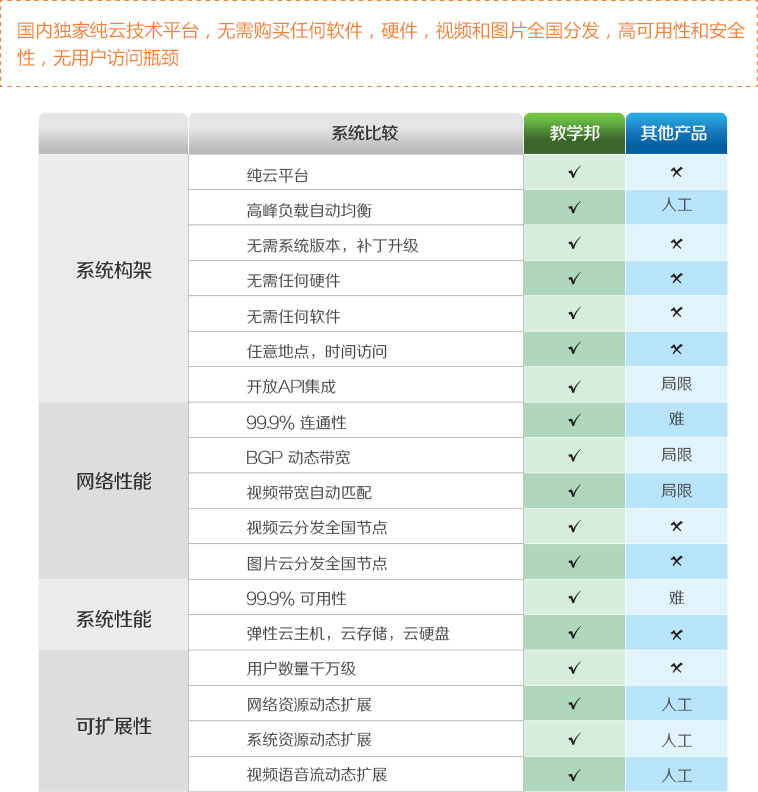 国内独家纯云技术平台，无需购买任何软件，硬件，视频和图片全国分发，高可用性和安全
性，无用户访问瓶颈
系统比较 教学邦 其他产品
系统构架
纯云平台 ✓ ✗
高峰负载自动均衡 ✓ 人工
无需系统版本，补丁升级 ✓ ✗
无需任何硬件 ✓ ✗
无需任何软件 ✓ ✗
任意地点，时间访问 ✓ ✗
开放API集成 ✓ 局限
网络性能
99.9% 连通性 ✓ 难
BGP 动态带宽 ✓ 局限
视频带宽自动匹配 ✓ 局限
视频云分发全国节点 ✓ ✗
图片云分发全国节点 ✓ ✗
系统性能
99.9% 可用性 ✓ 难
弹性云主机，云存储，云硬盘 ✓ ✗
可扩展性
用户数量千万级 ✓ ✗
网络资源动态扩展 ✓ 人工
系统资源动态扩展 ✓ 人工
视频语音流动态扩展 ✓ 人工